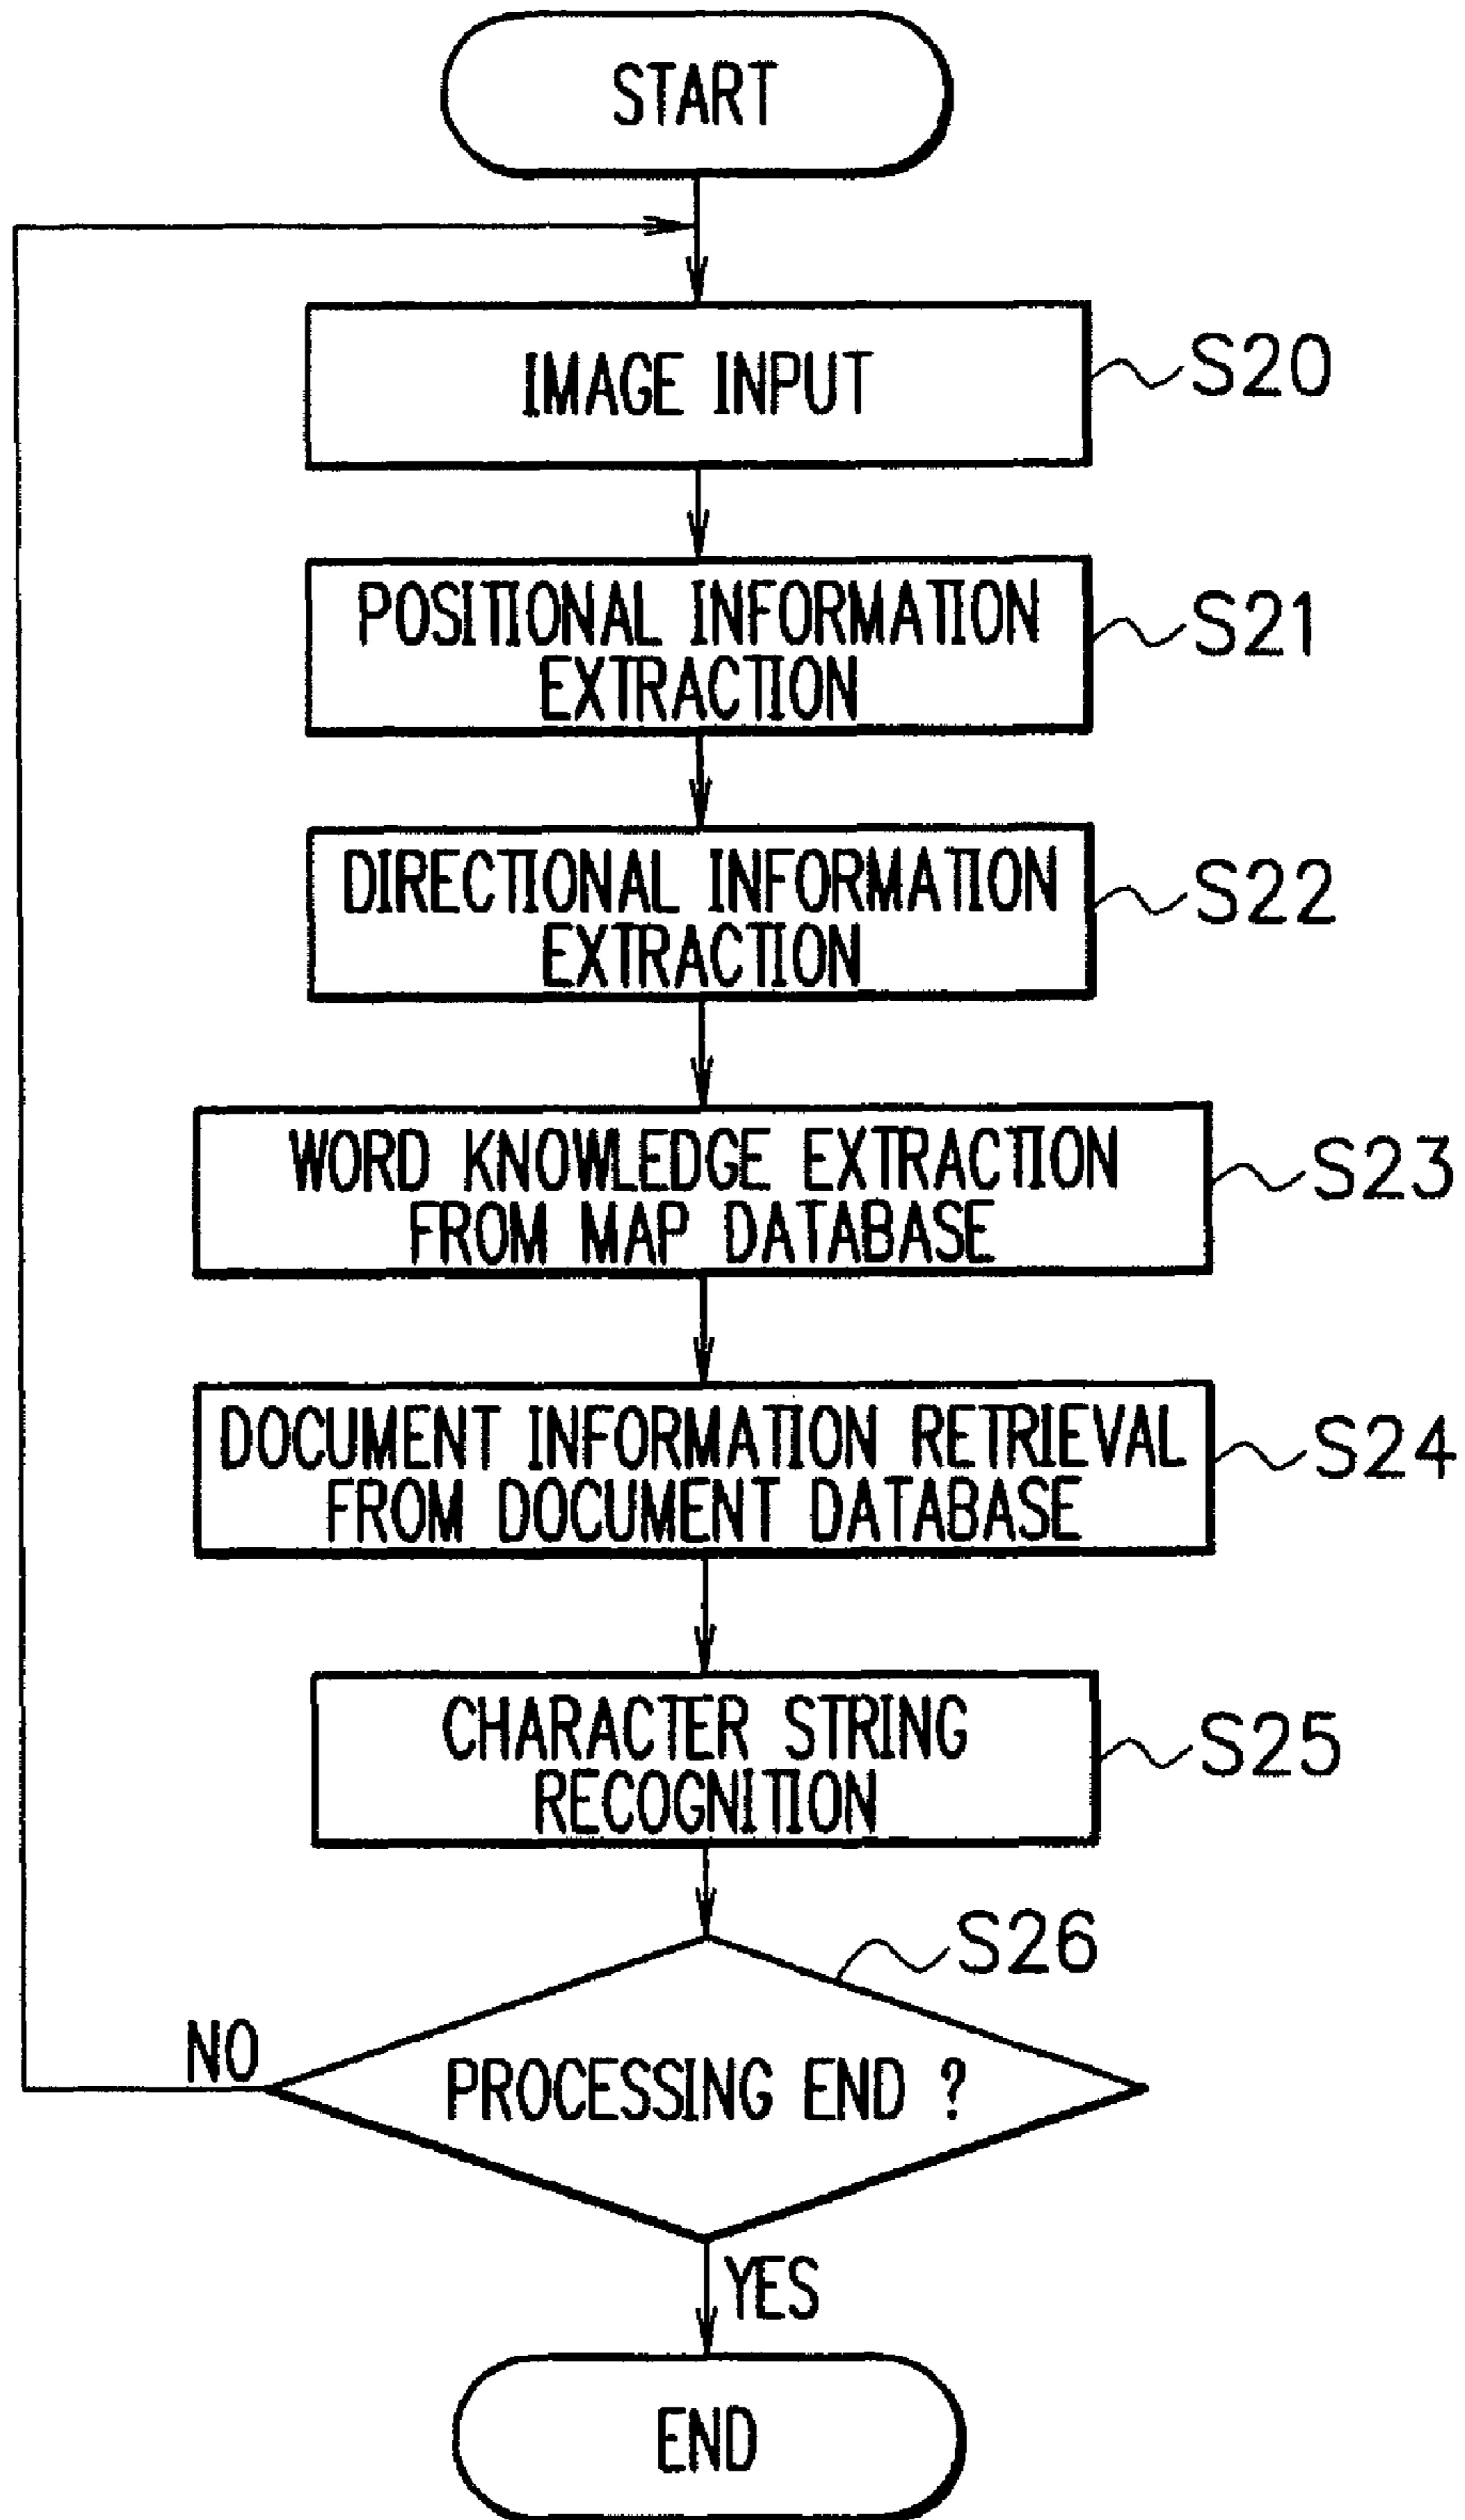 START
IMAGE INPUT
S20
POSITIONAL INFORMATION
EXTRACTION
S21
DIRECTIONAL INFORMATION
EXTRACTION
S22
WORD KNOWLEDGE EXTRACTION
FROM MAP DATABASE
S23
DOCUMENT INFORMATION RETRIEVAL
FROM DOCUMENT DATABASE
S24
CHARACTER STRING
RECOGNITION
S25
S26
NO
PROCESSING END ?
YES
END